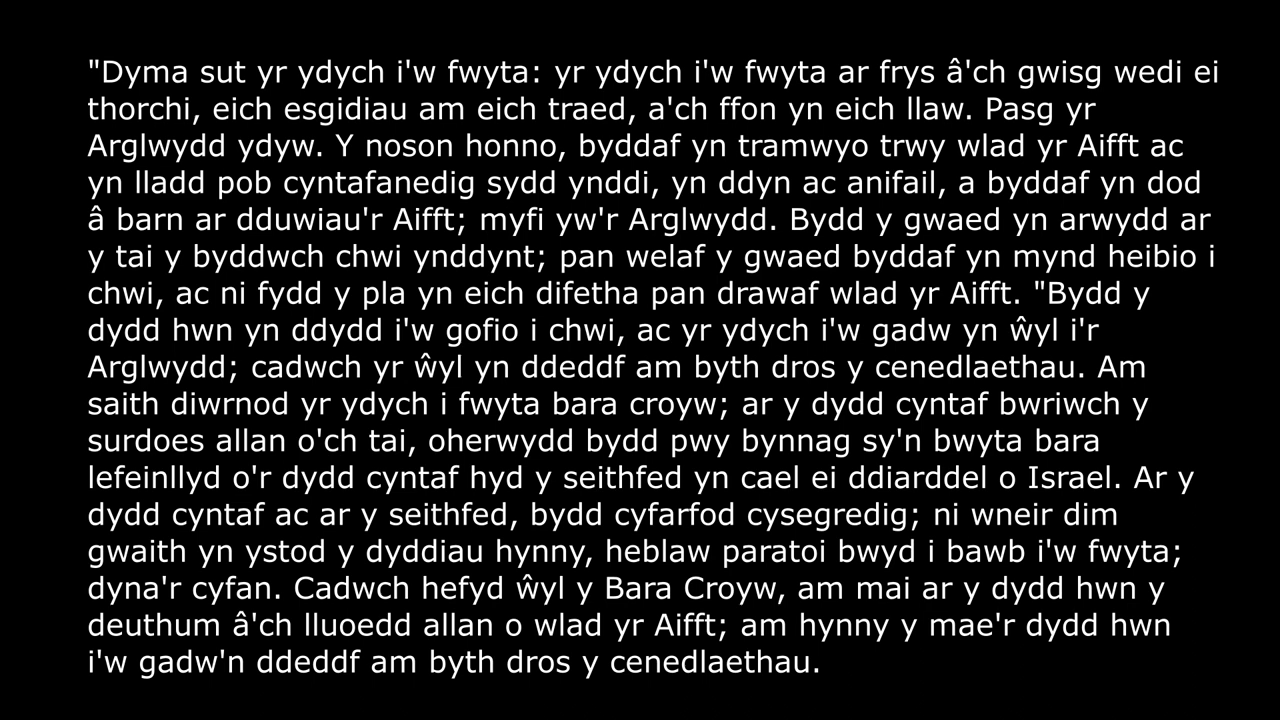 "Dyma sut yr ydych i'w fwyta: yr ydych i'w fwyta ar frys â'ch gwisg wedi ei
thorchi, eich esgidiau am eich traed, a'ch ffon yn eich llaw. Pasg yr
Arglwydd ydyw. Y noson honno, byddaf yn tramwyo trwy wlad yr Aifft ac
yn lladd pob cyntafanedig sydd ynddi, yn ddyn ac anifail, a byddaf yn dod
â barn ar dduwiau'r Aifft; myfi yw'r Arglwydd. Bydd y gwaed yn arwydd ar
y tai y byddwch chwi ynddynt; pan welaf y gwaed byddaf yn mynd heibio i
chwi, ac ni fydd y pla yn eich difetha pan drawaf wlad yr Aifft. "Bydd y
dydd hwn yn ddydd i'w gofio i chwi, ac yr ydych i'w gadw yn ŵyl i'r
Arglwydd; cadwch yr ŵyl yn ddeddf am byth dros y cenedlaethau. Am
saith diwrnod yr ydych i fwyta bara croyw; ar y dydd cyntaf bwriwch y
surdoes allan o'ch tai, oherwydd bydd pwy bynnag sy'n bwyta bara
lefeinllyd o'r dydd cyntaf hyd y seithfed yn cael ei ddiarddel o Israel. Ar y
dydd cyntaf ac ar y seithfed, bydd cyfarfod cysegredig; ni wneir dim
gwaith yn ystod y dyddiau hynny, heblaw paratoi bwyd i bawb i'w fwyta;
dyna'r cyfan. Cadwch hefyd ŵyl y Bara Croyw, am mai ar y dydd hwn y
deuthum â'ch lluoedd allan o wlad yr Aifft; am hynny y mae'r dydd hwn
i'w gadw'n ddeddf am byth dros y cenedlaethau.